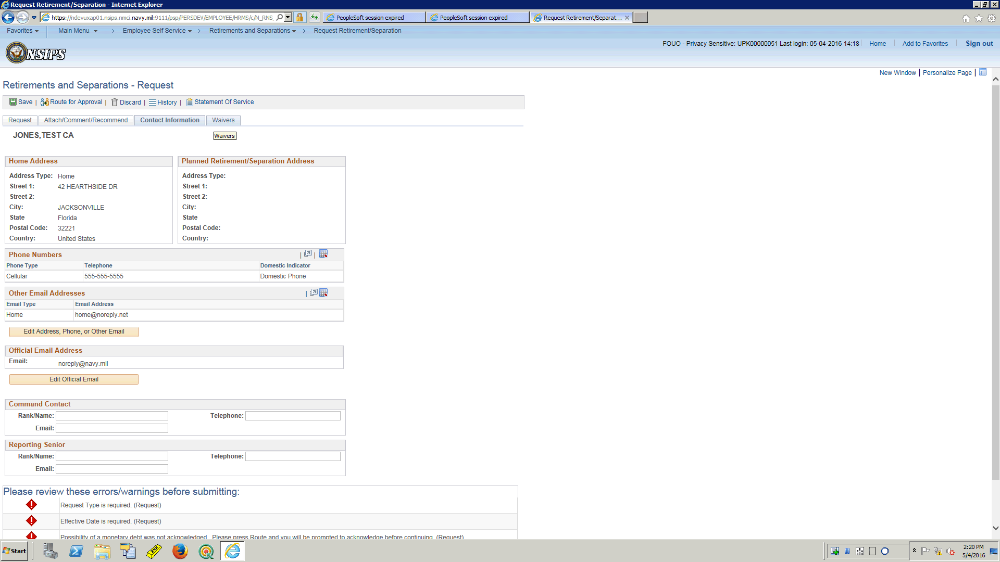 Request Retirement/Separation - Internet Explorer
https://ndevuxap01.nsips.nmci.navy.mil:9111/psp/PERSDEV/EMPLOYEE/HRMS/c/N_RNS_
PeopleSoft session expired
PeopleSoft session expired
Request Retirement/Separat...
Favorites
Main Menu > Employee Self Service > Retirements and Separations > Request Retirement/Separation
NSIPS
FOUO - Privacy Sensitive: UPK00000051 Last login: 05-04-2016 14:18
Home
Add to Favorites
Sign out
New Window | Personalize Page |
Retirements and Separations - Request
Save | Route for Approval | Discard | History | Statement Of Service
Request
Attach/Comment/Recommend
Contact Information
Waivers
JONES,TEST CA
Waivers
Home Address
Address Type: Home
Street 1: 42 HEARTHSIDE DR
Street 2:
City: JACKSONVILLE
State Florida
Postal Code: 32221
Country: United States
Planned Retirement/Separation Address
Address Type:
Street 1:
Street 2:
City:
State
Postal Code:
Country:
Phone Numbers
Phone Type Telephone Domestic Indicator
Cellular 555-555-5555 Domestic Phone
Other Email Addresses
Email Type Email Address
Home home@noreply.net
Edit Address, Phone, or Other Email
Official Email Address
Email: noreply@navy.mil
Edit Official Email
Command Contact
Rank/Name: Telephone:
Email:
Reporting Senior
Rank/Name: Telephone:
Email:
Please review these errors/warnings before submitting:
Request Type is required. (Request)
Effective Date is required. (Request)
Possibility of a monetary debt was not acknowledged. Please press Route and you will be prompted to acknowledge before continuing. (Request)
Start
2:20 PM
5/4/2016